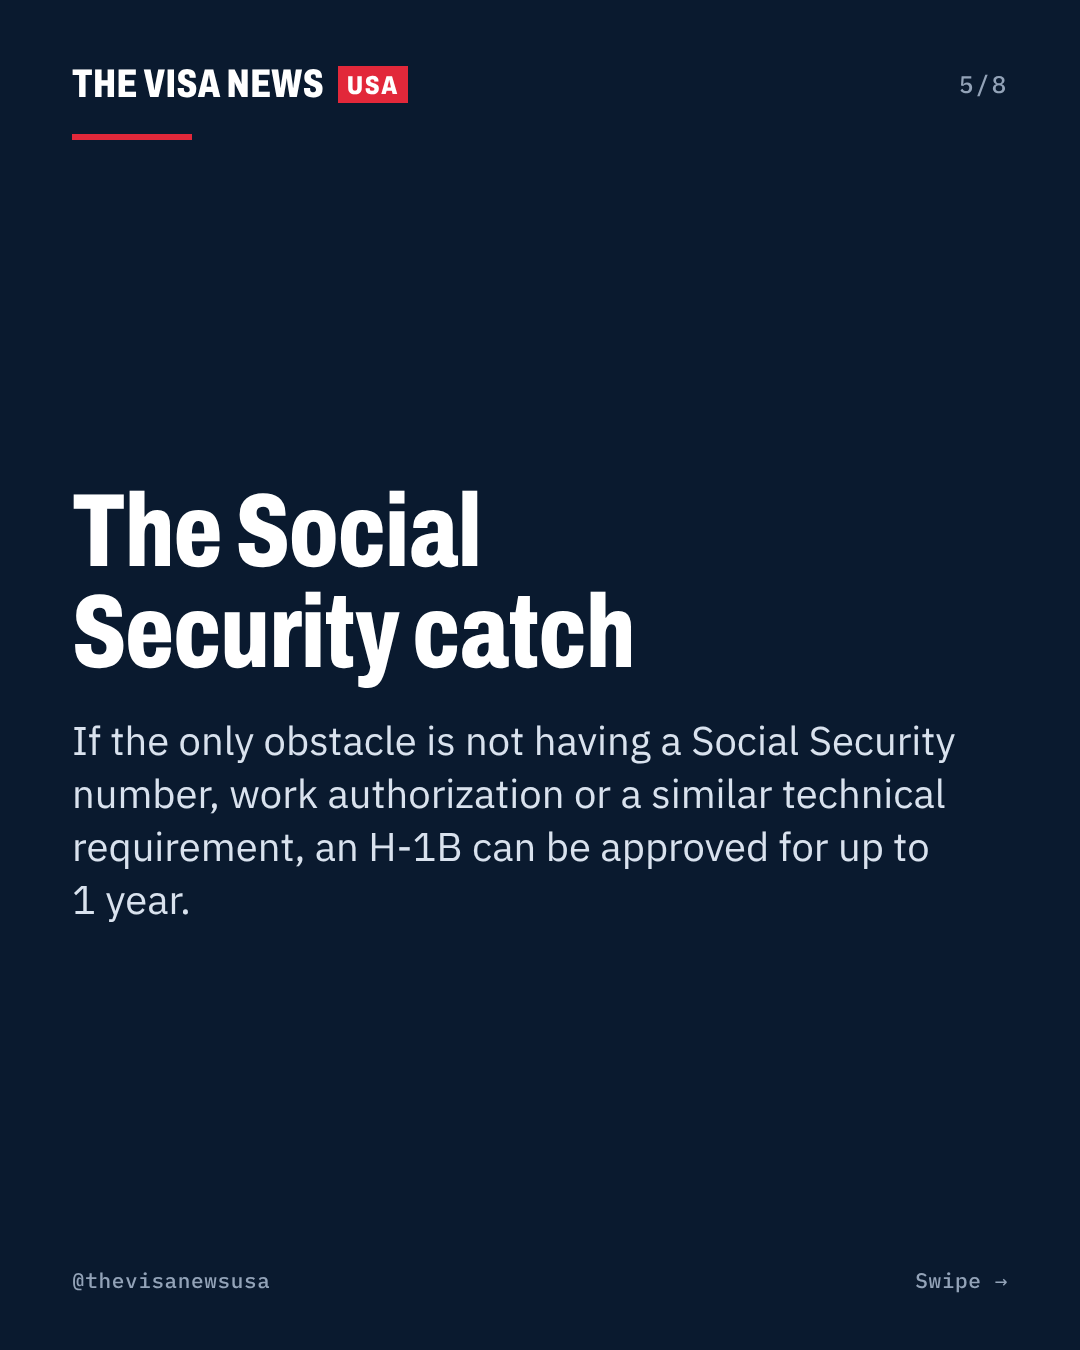 THE VISA NEWS USA
5/8
The Social
Security catch
If the only obstacle is not having a Social Security
number, work authorization or a similar technical
requirement, an H-1B can be approved for up to
1 year.
@thevisanewsusa
Swipe →